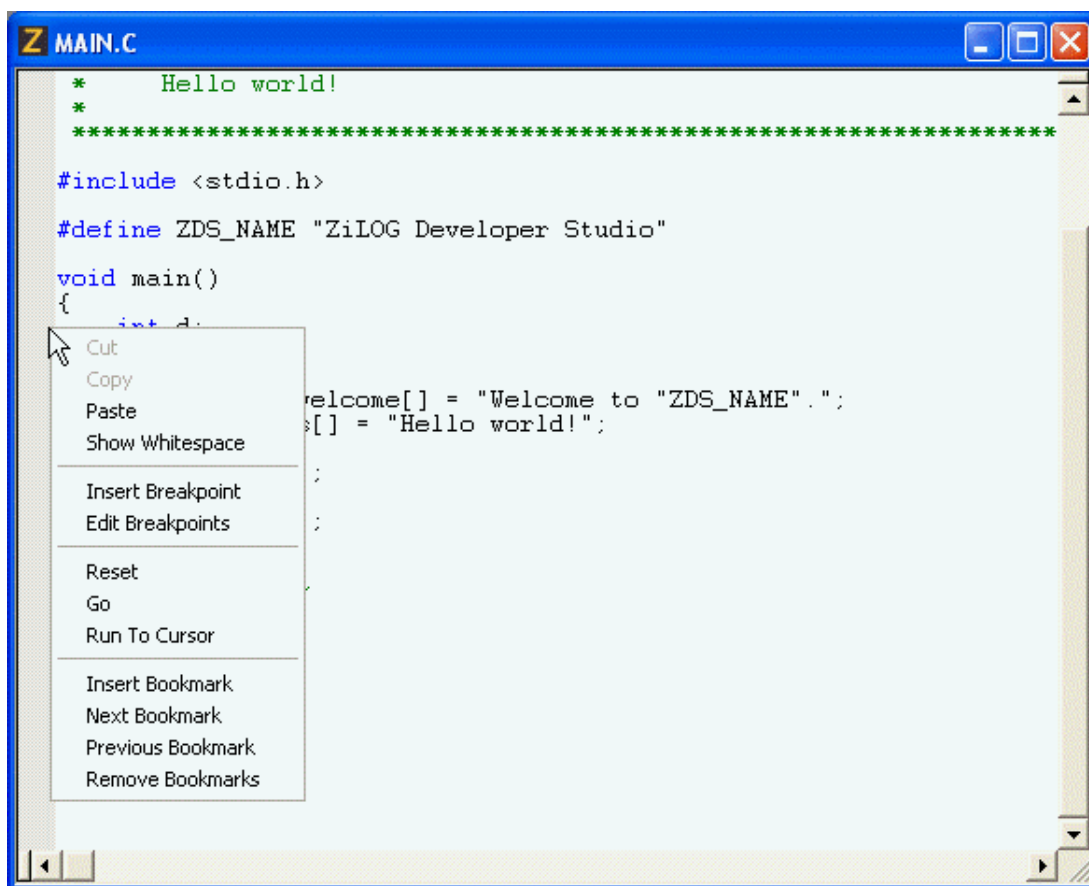 MAIN.C
* Hello world!
*
******************************************************************
#include <stdio.h>
#define ZDS_NAME "ZiLOG Developer Studio"
void main()
{
int d;
Cut
Copy
Paste
Show Whitespace
Insert Breakpoint
Edit Breakpoints
Reset
Go
Run To Cursor
Insert Bookmark
Next Bookmark
Previous Bookmark
Remove Bookmarks
elcome[] = "Welcome to "ZDS_NAME".";
[] = "Hello world!";
;
;